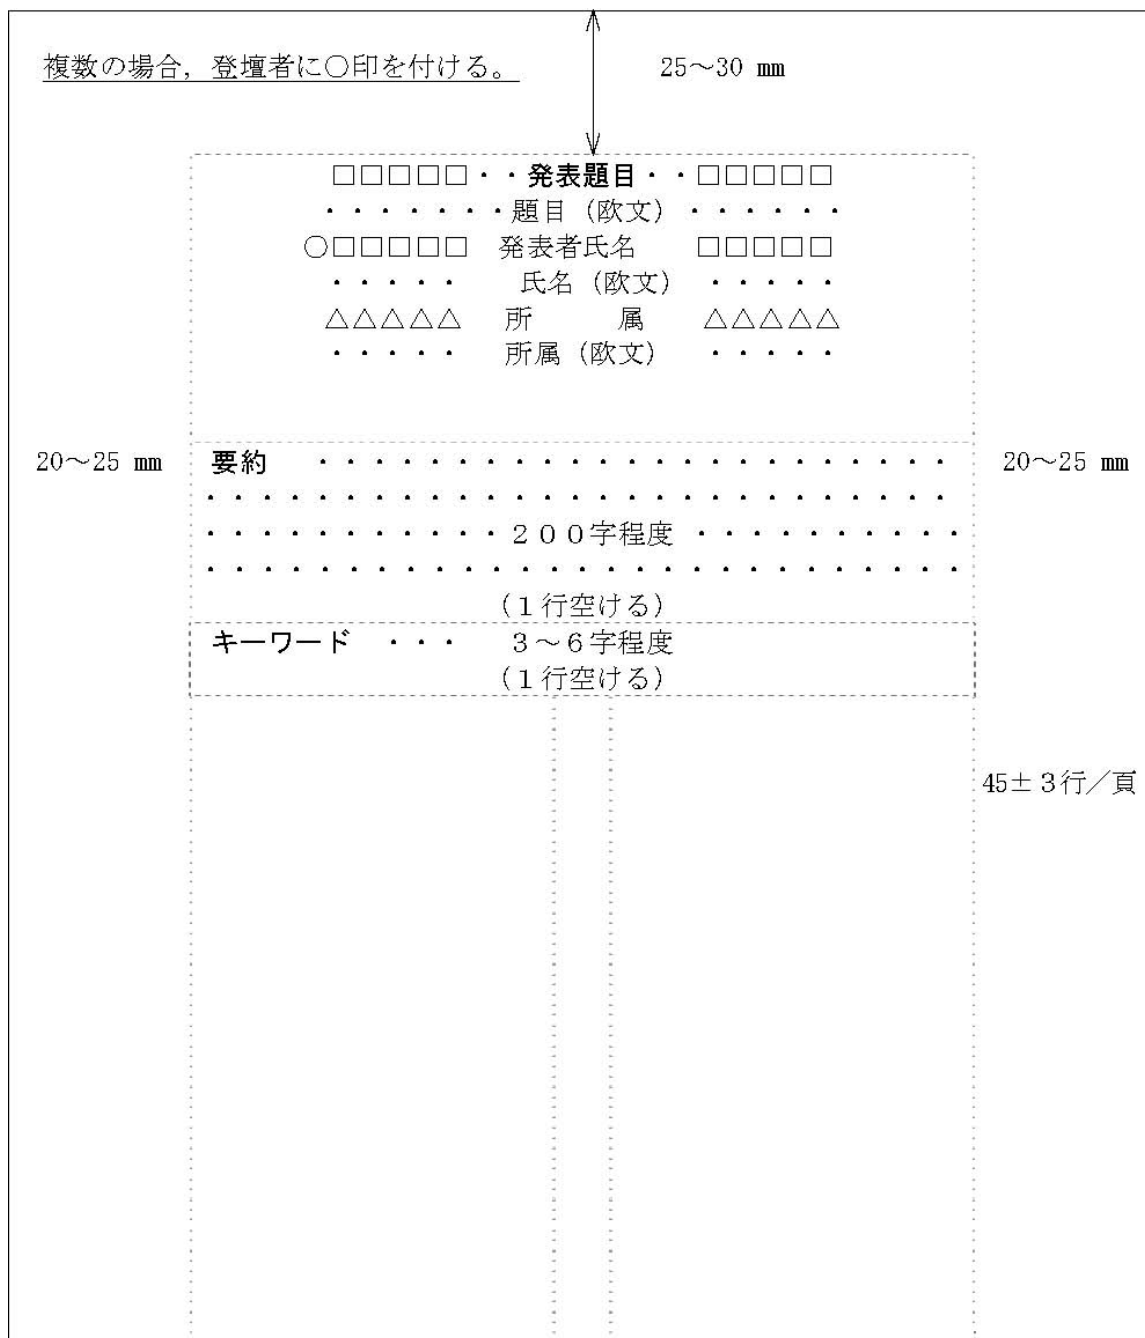 複数の場合，登壇者に○印を付ける。
25～30 mm
□□□□□・・発表題目・・□□□□□
・・・・・・・題目（欧文）・・・・・・
○□□□□□　発表者氏名　　□□□□□
・・・・・　　氏名（欧文）　・・・・・
△△△△△　所　　　属　　△△△△△
・・・・・　所属（欧文）　・・・・・
20～25 mm
要約　・・・・・・・・・・・・・・・・・・・・・・・
・・・・・・・・・・・・・・・・・・・・・・・・・・・
・・・・・・・・・・・２００字程度・・・・・・・・・・
・・・・・・・・・・・・・・・・・・・・・・・・・・・
20～25 mm
（１行空ける）
キーワード　・・・　　３～６字程度
（１行空ける）
45±３行／頁